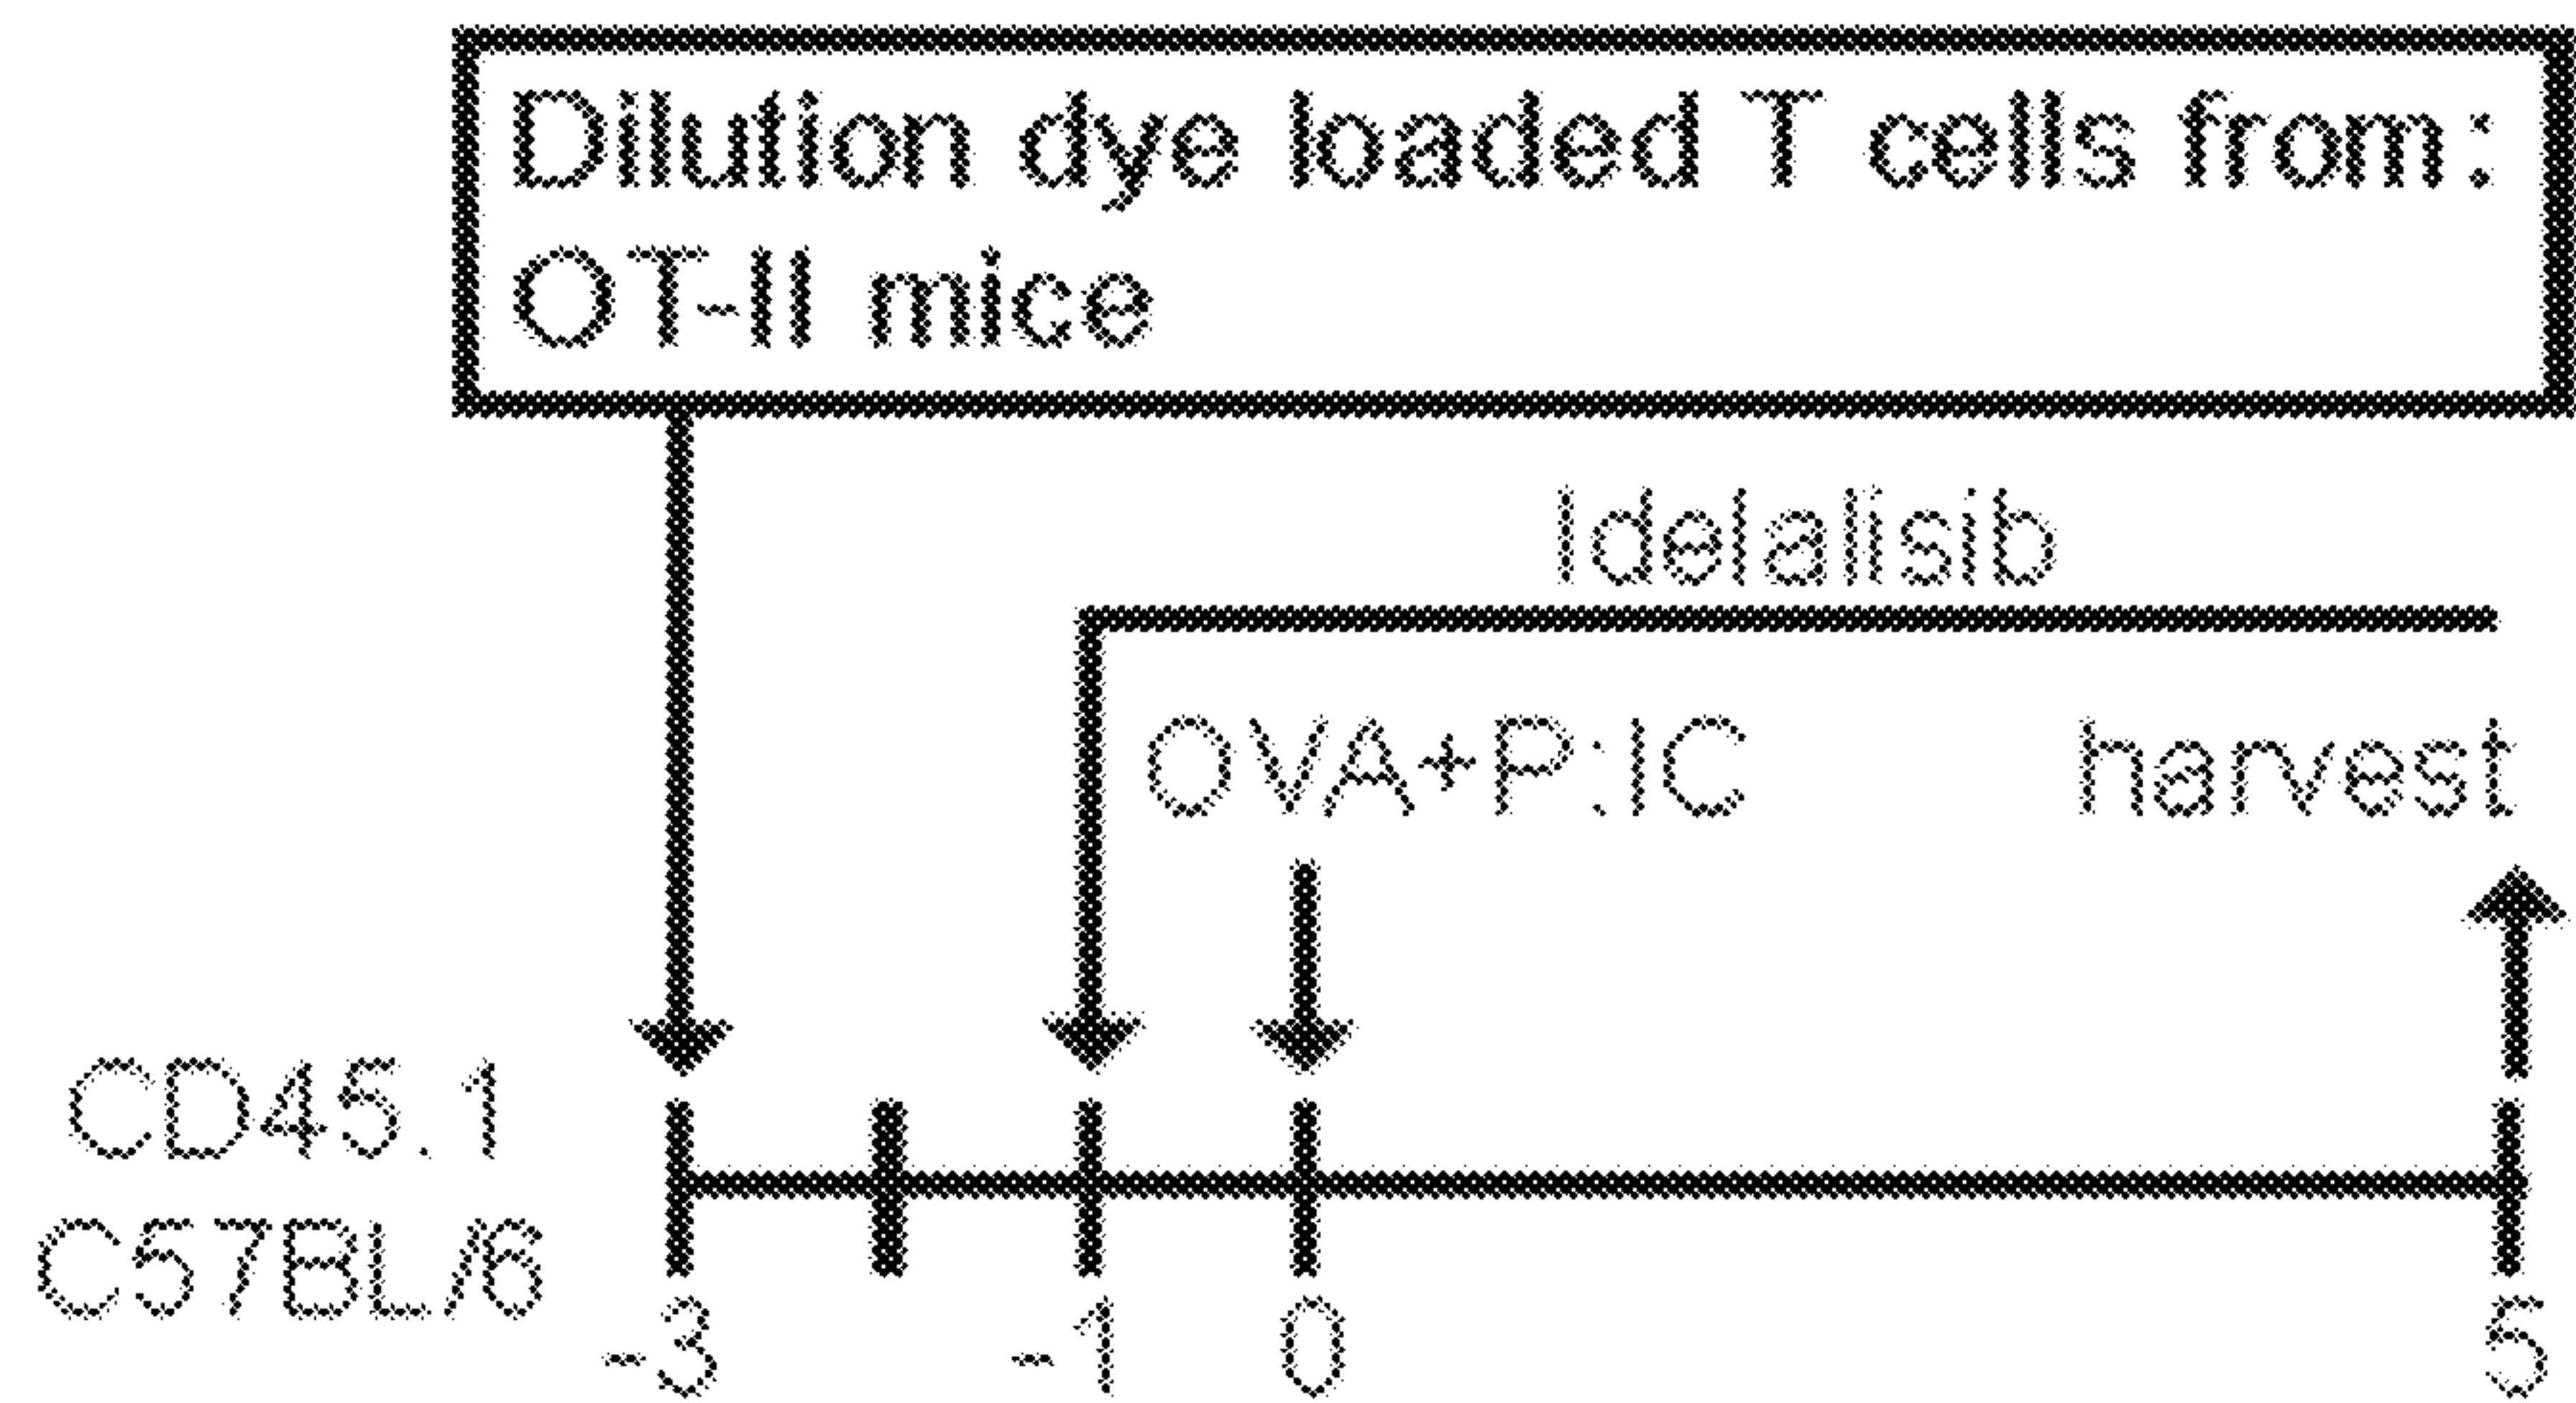 Dilution dye loaded T cells from:
OT-II mice
Idelalisib
OVA+P:IC
harvest
CD45.1
C57BL/6
-3
-1
0
5